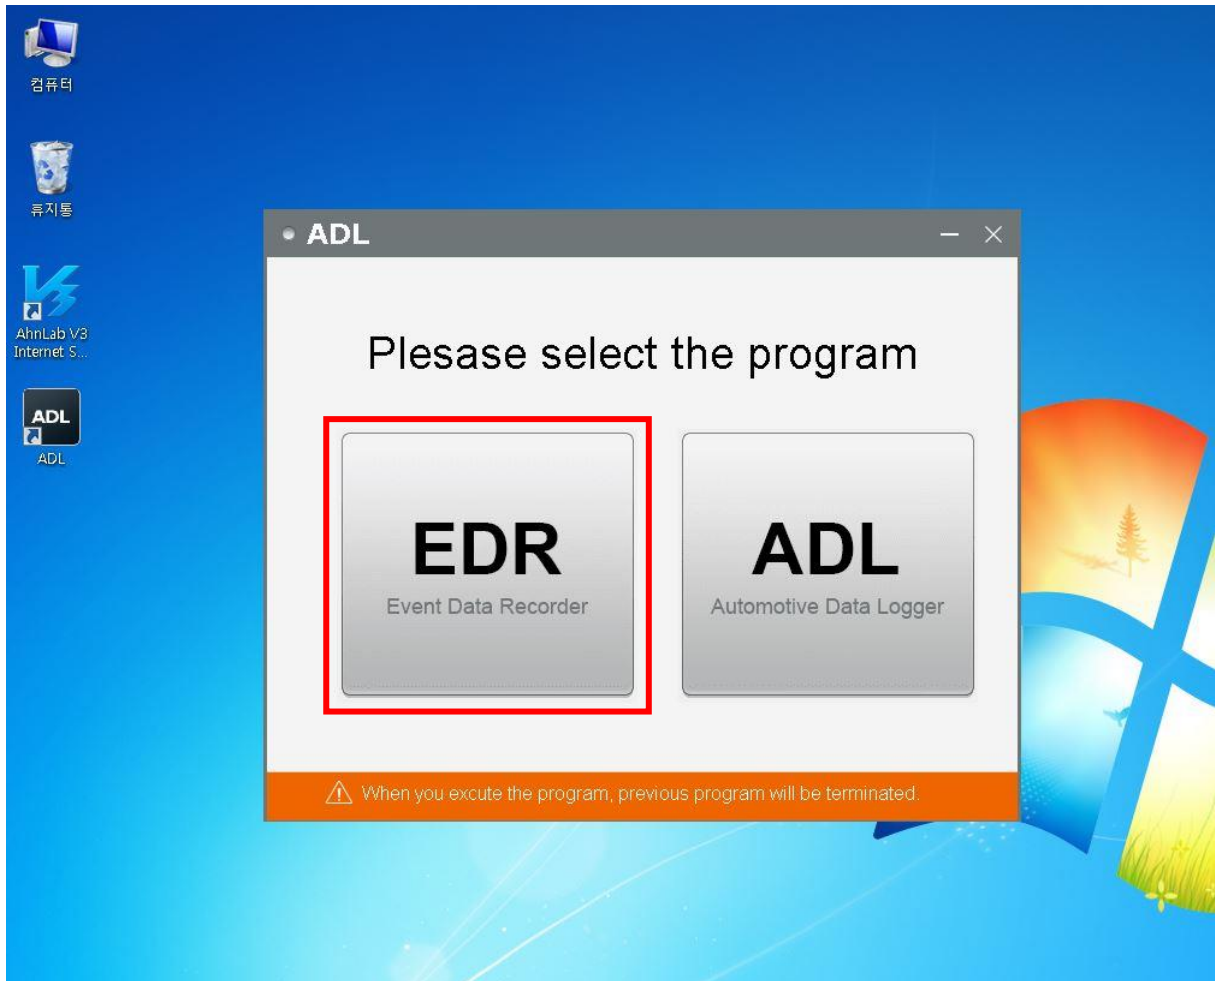 컴퓨터
휴지통
AhnLab V3
Internet S...
ADL
ADL
ADL
Plesase select the program
EDR
Event Data Recorder
ADL
Automotive Data Logger
When you excute the program, previous program will be terminated.